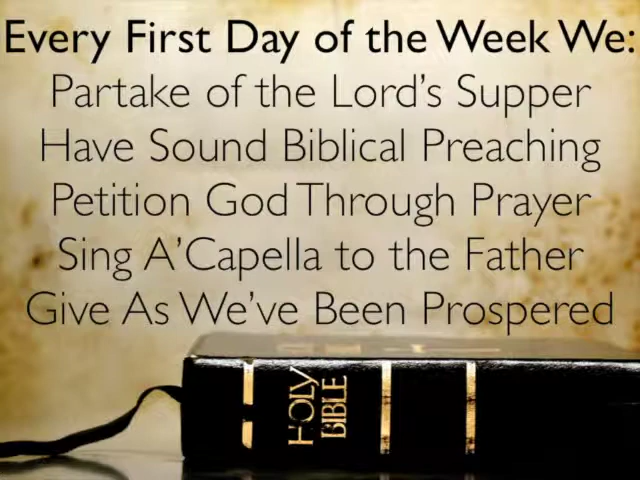 Every First Day of the Week We:
Partake of the Lord's Supper
Have Sound Biblical Preaching
Petition God Through Prayer
Sing A'Capella to the Father
Give As We've Been Prospered
HOLY
BIBLE